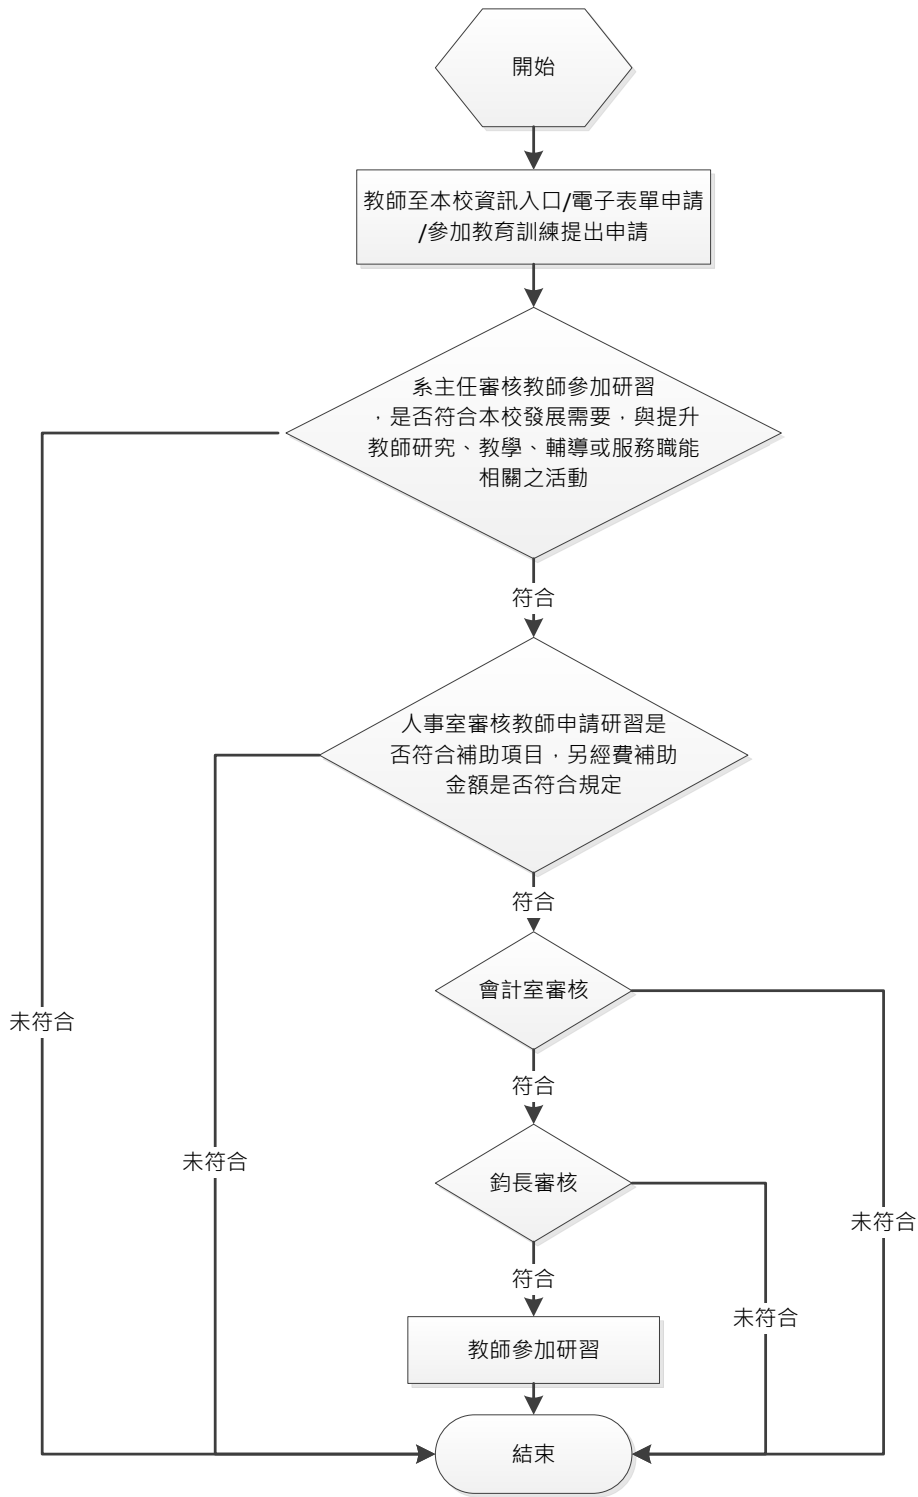 開始
教師至本校資訊入口/電子表單申請
/參加教育訓練提出申請
系主任審核教師參加研習
，是否符合本校發展需要，與提升
教師研究、教學、輔導或服務職能
相關之活動
符合
人事室審核教師申請研習是
否符合補助項目，另經費補助
金額是否符合規定
符合
會計室審核
未符合
符合
未符合
鈞長審核
未符合
符合
未符合
教師參加研習
結束